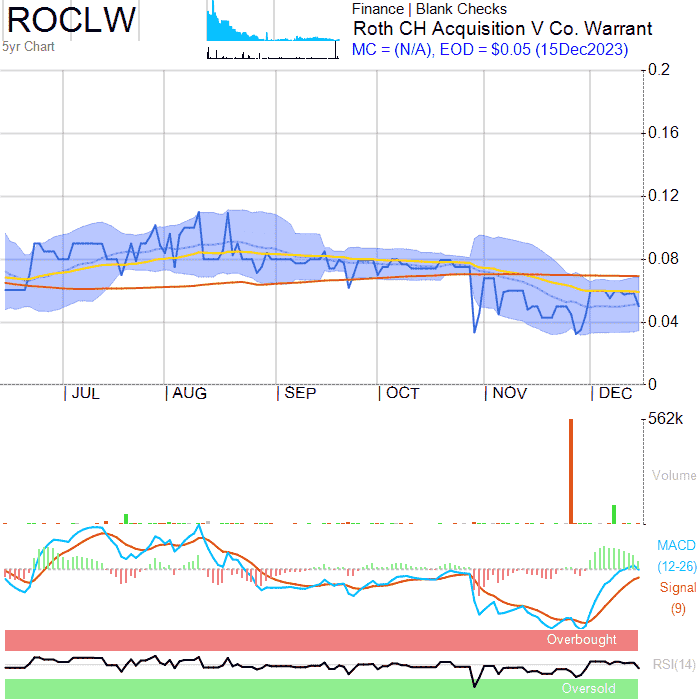 ROCLW
5yr Chart
Finance | Blank Checks
Roth CH Acquisition V Co. Warrant
MC = (N/A), EOD = $0.05 (15Dec2023)
0.2
0.16
0.12
0.08
0.04
0
JUL AUG SEP OCT NOV DEC
562k
Volume
MACD
(12-26)
Signal
(9)
Overbought
RSI(14)
Oversold